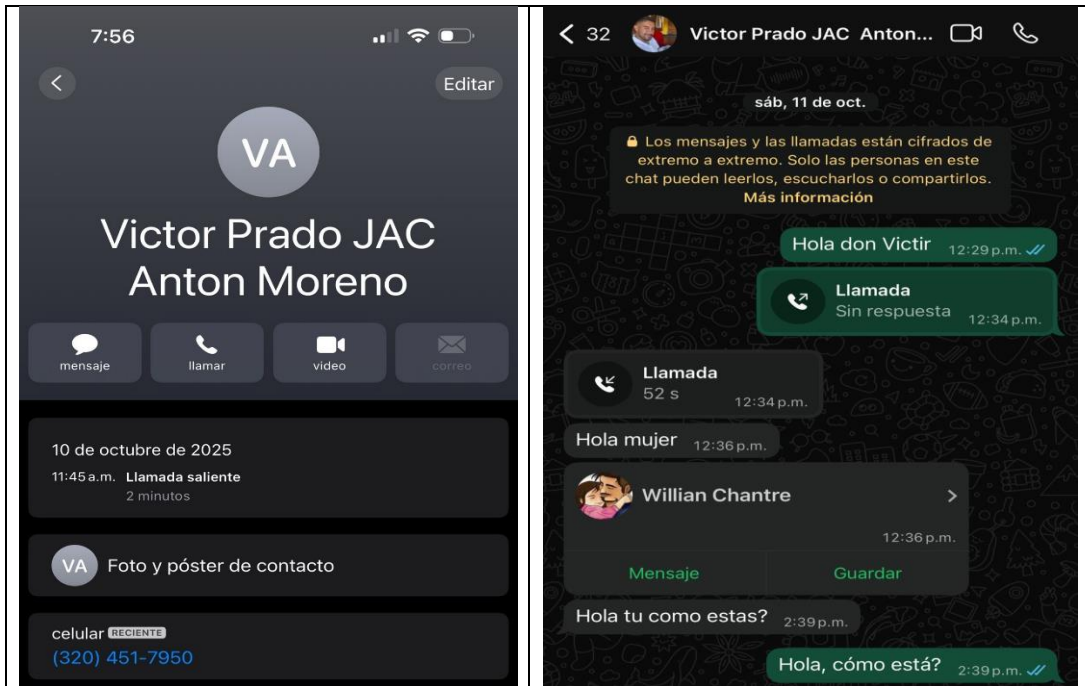 7:56
Editar
VA
Victor Prado JAC
Anton Moreno
mensaje
llamar
video
correo
10 de octubre de 2025
11:45 a.m. Llamada saliente
2 minutos
VA Foto y póster de contacto
celular RECIENTE
(320) 451-7950
32 Victor Prado JAC Anton...
sáb, 11 de oct.
Los mensajes y las llamadas están cifrados de
extremo a extremo. Solo las personas en este
chat pueden leerlos, escucharlos o compartirlos.
Más información
Hola don Victir 12:29 p.m.
Llamada
Sin respuesta 12:34 p.m.
Llamada
52 s 12:34 p.m.
Hola mujer 12:36 p.m.
Willian Chantre
12:36 p.m.
Mensaje Guardar
Hola tu como estas? 2:39 p.m.
Hola, cómo está? 2:39 p.m.